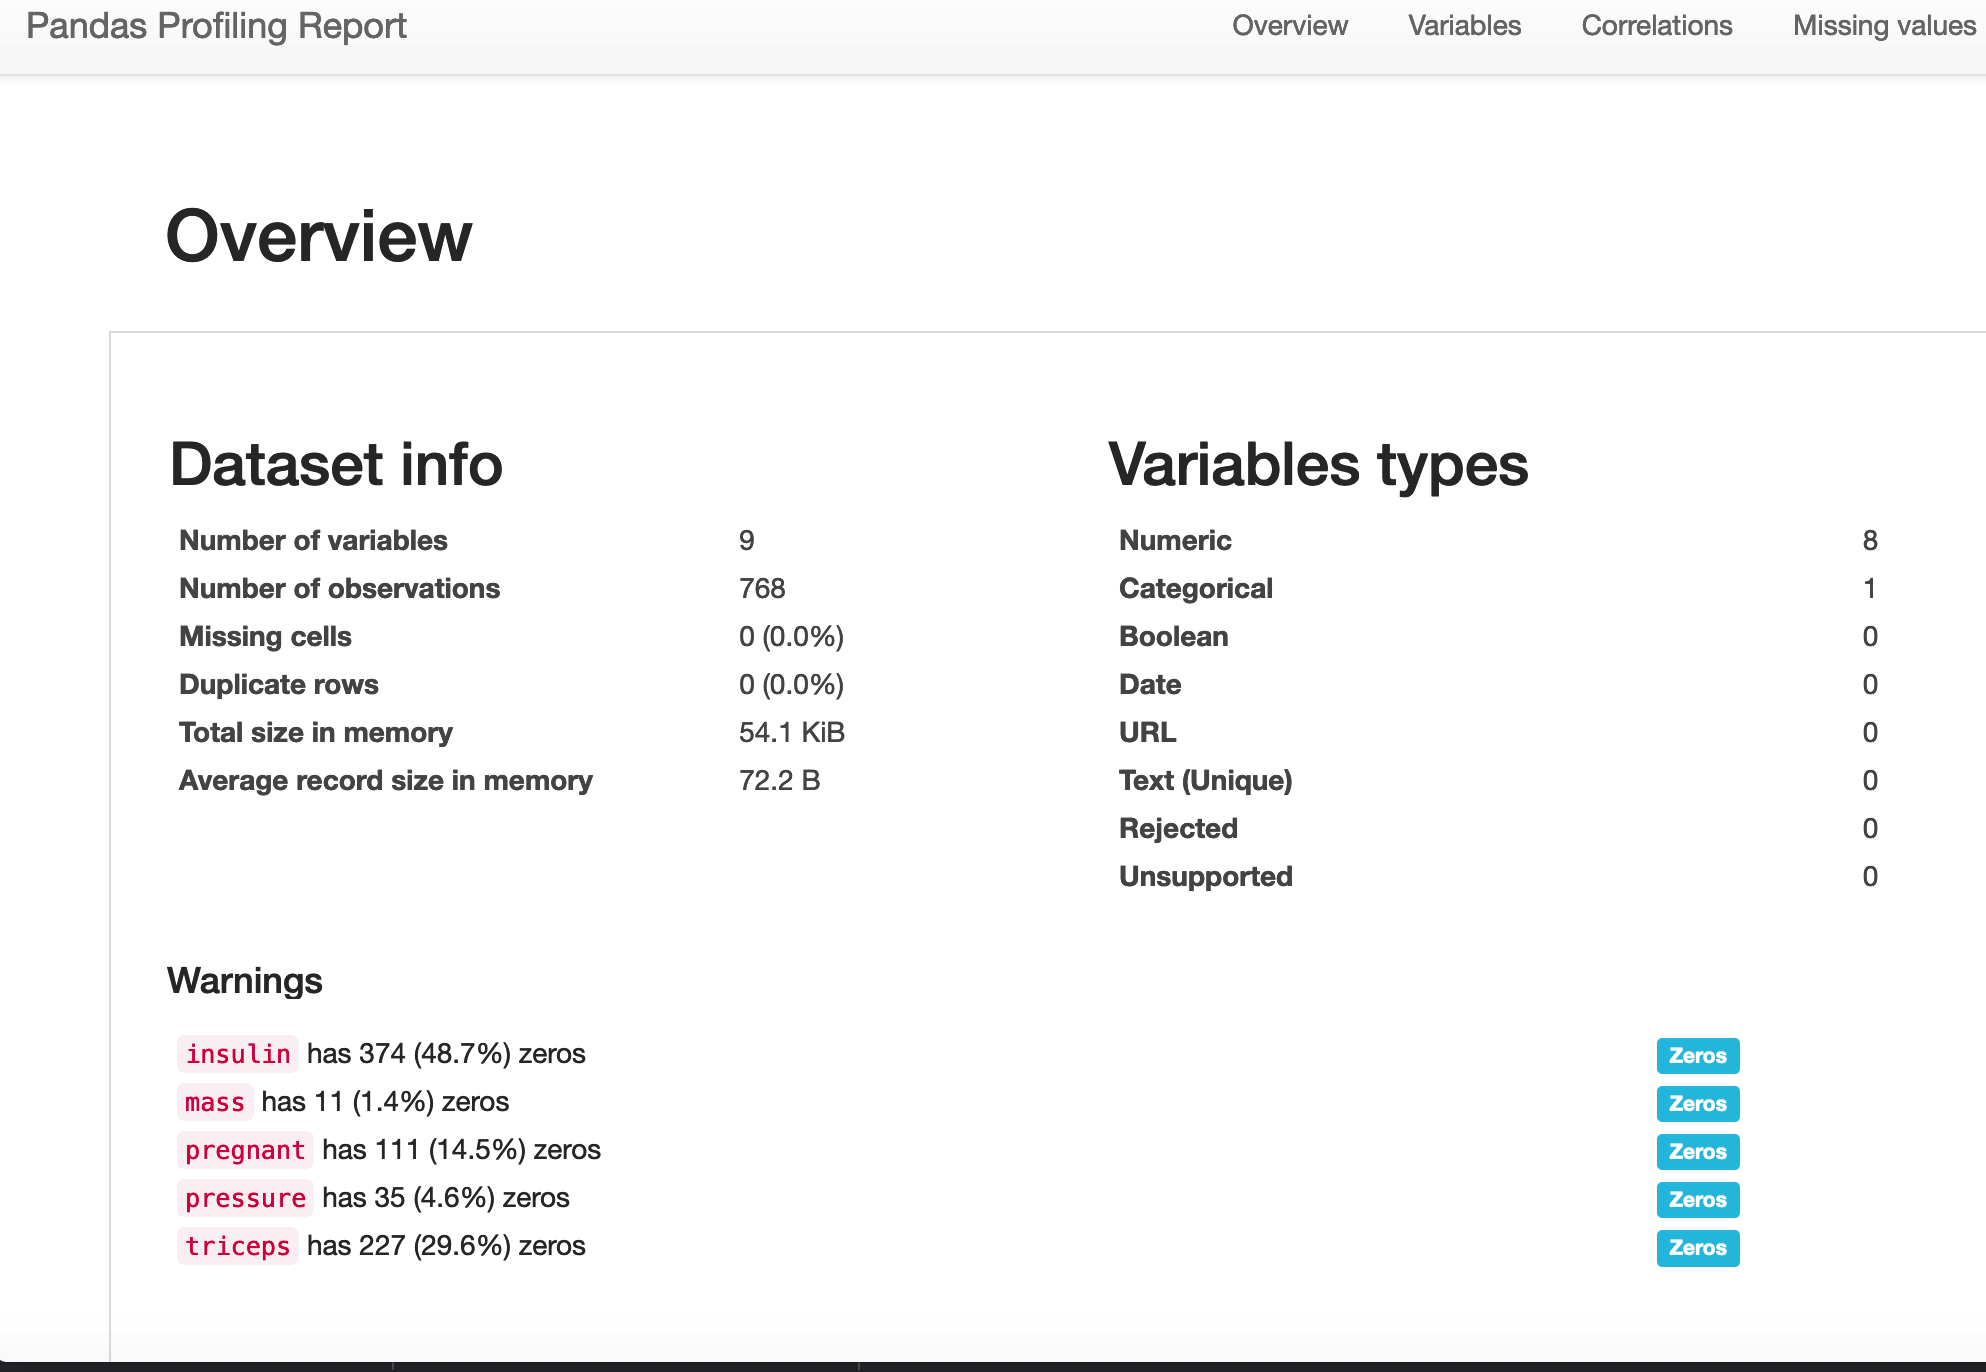 Pandas Profiling Report Overview Variables Correlations Missing values
Overview
Dataset info
Number of variables 9
Number of observations 768
Missing cells 0 (0.0%)
Duplicate rows 0 (0.0%)
Total size in memory 54.1 KiB
Average record size in memory 72.2 B
Variables types
Numeric 8
Categorical 1
Boolean 0
Date 0
URL 0
Text (Unique) 0
Rejected 0
Unsupported 0
Warnings
insulin has 374 (48.7%) zeros Zeros
mass has 11 (1.4%) zeros Zeros
pregnant has 111 (14.5%) zeros Zeros
pressure has 35 (4.6%) zeros Zeros
triceps has 227 (29.6%) zeros Zeros